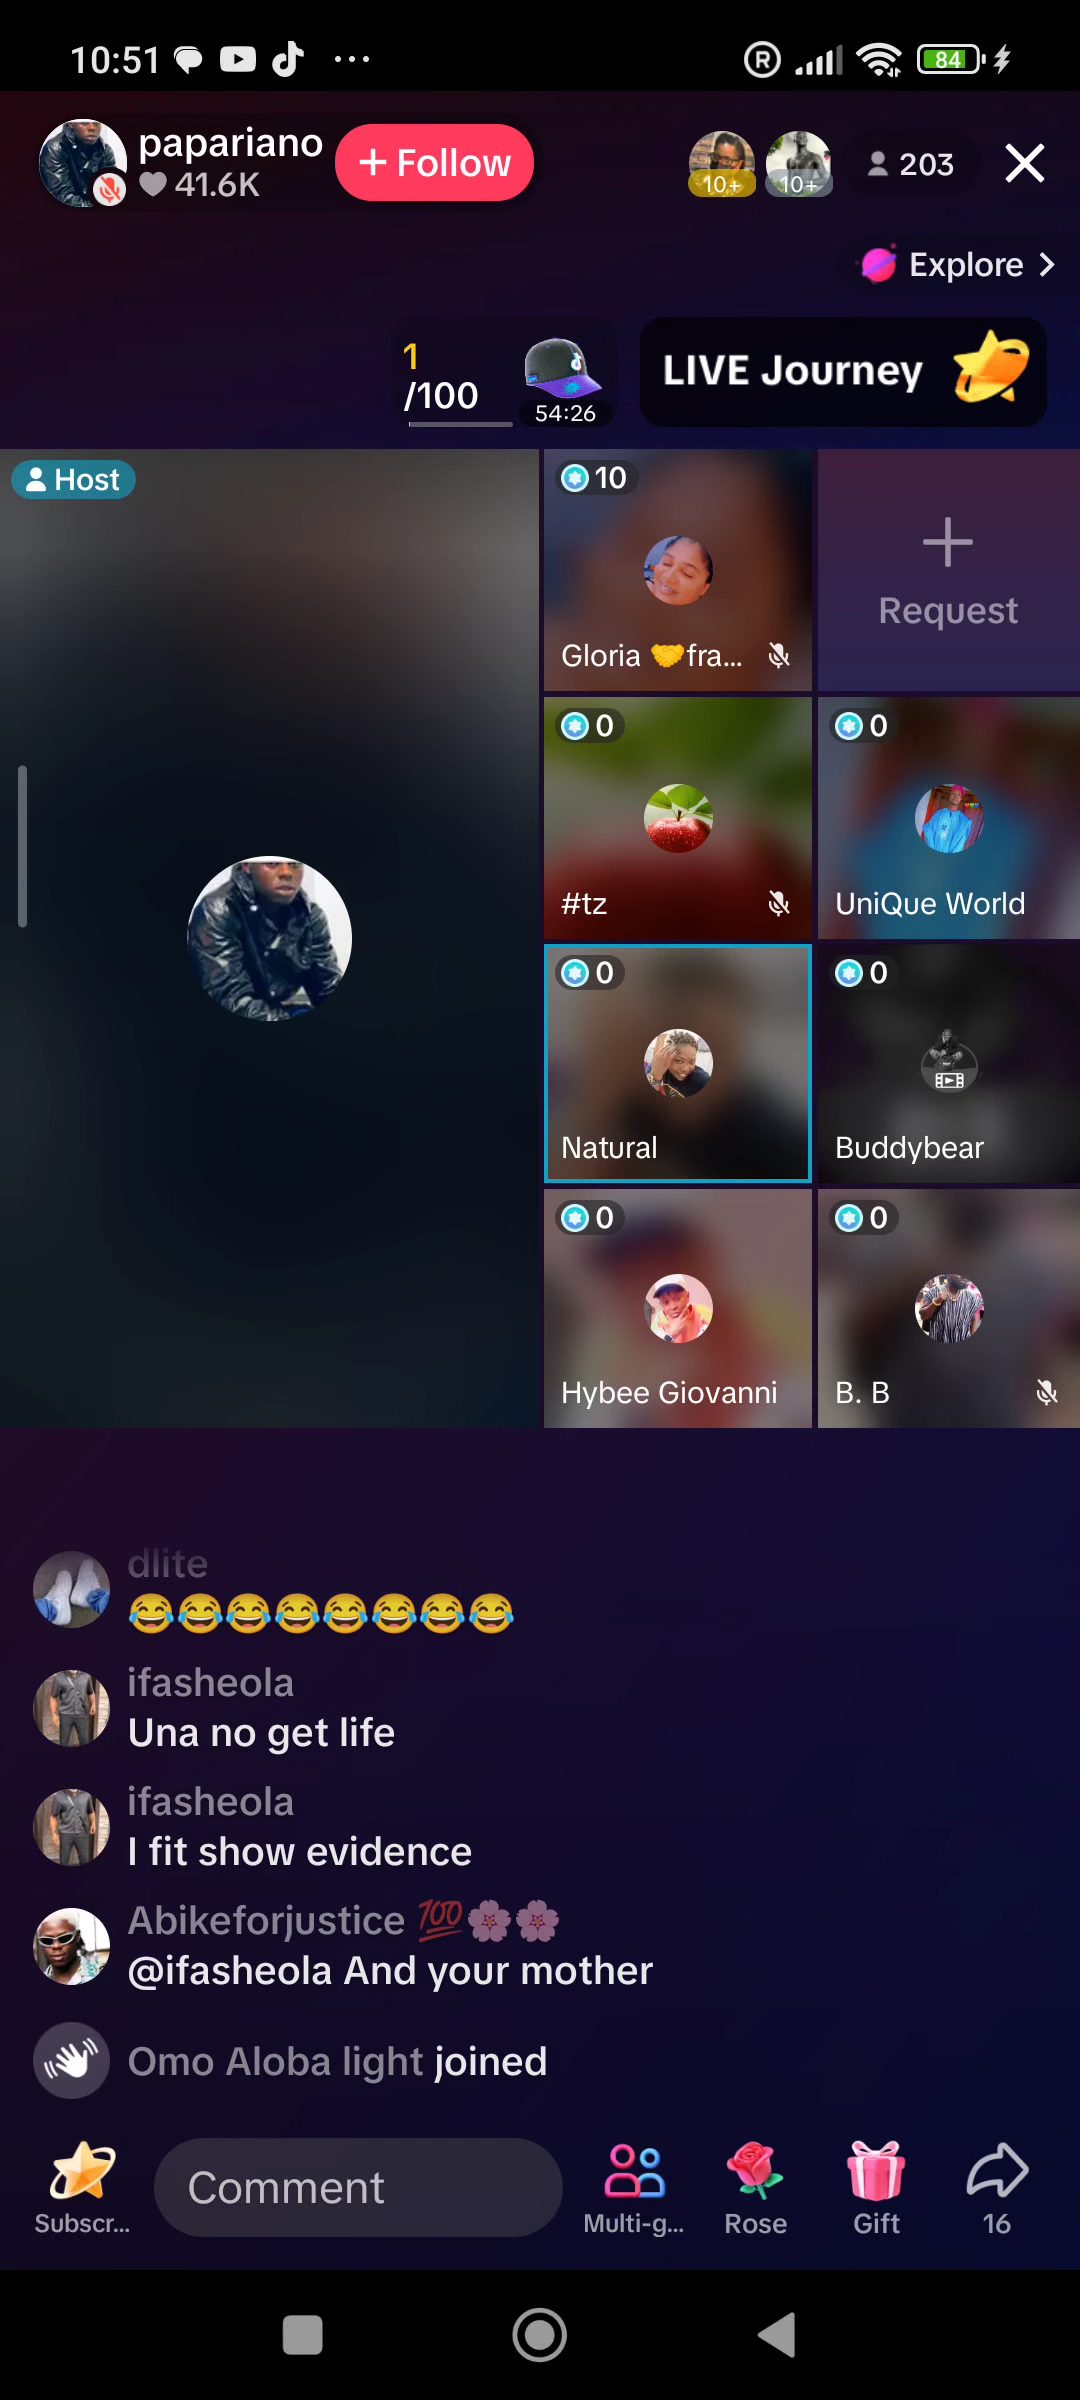 10:51
84
papariano
41.6K
+ Follow
10+
10+
203
Explore
1
/100
54:26
LIVE Journey
Host
10
Gloria 🤝fra...
Request
0
#tz
0
UniQue World
0
Natural
0
Buddybear
0
Hybee Giovanni
0
B. B
dlite
😂😂😂😂😂😂😂😂
ifasheola
Una no get life
ifasheola
I fit show evidence
Abikeforjustice 💯🌸🌸
@ifasheola And your mother
Omo Aloba light joined
Subscr...
Comment
Multi-g...
Rose
Gift
16